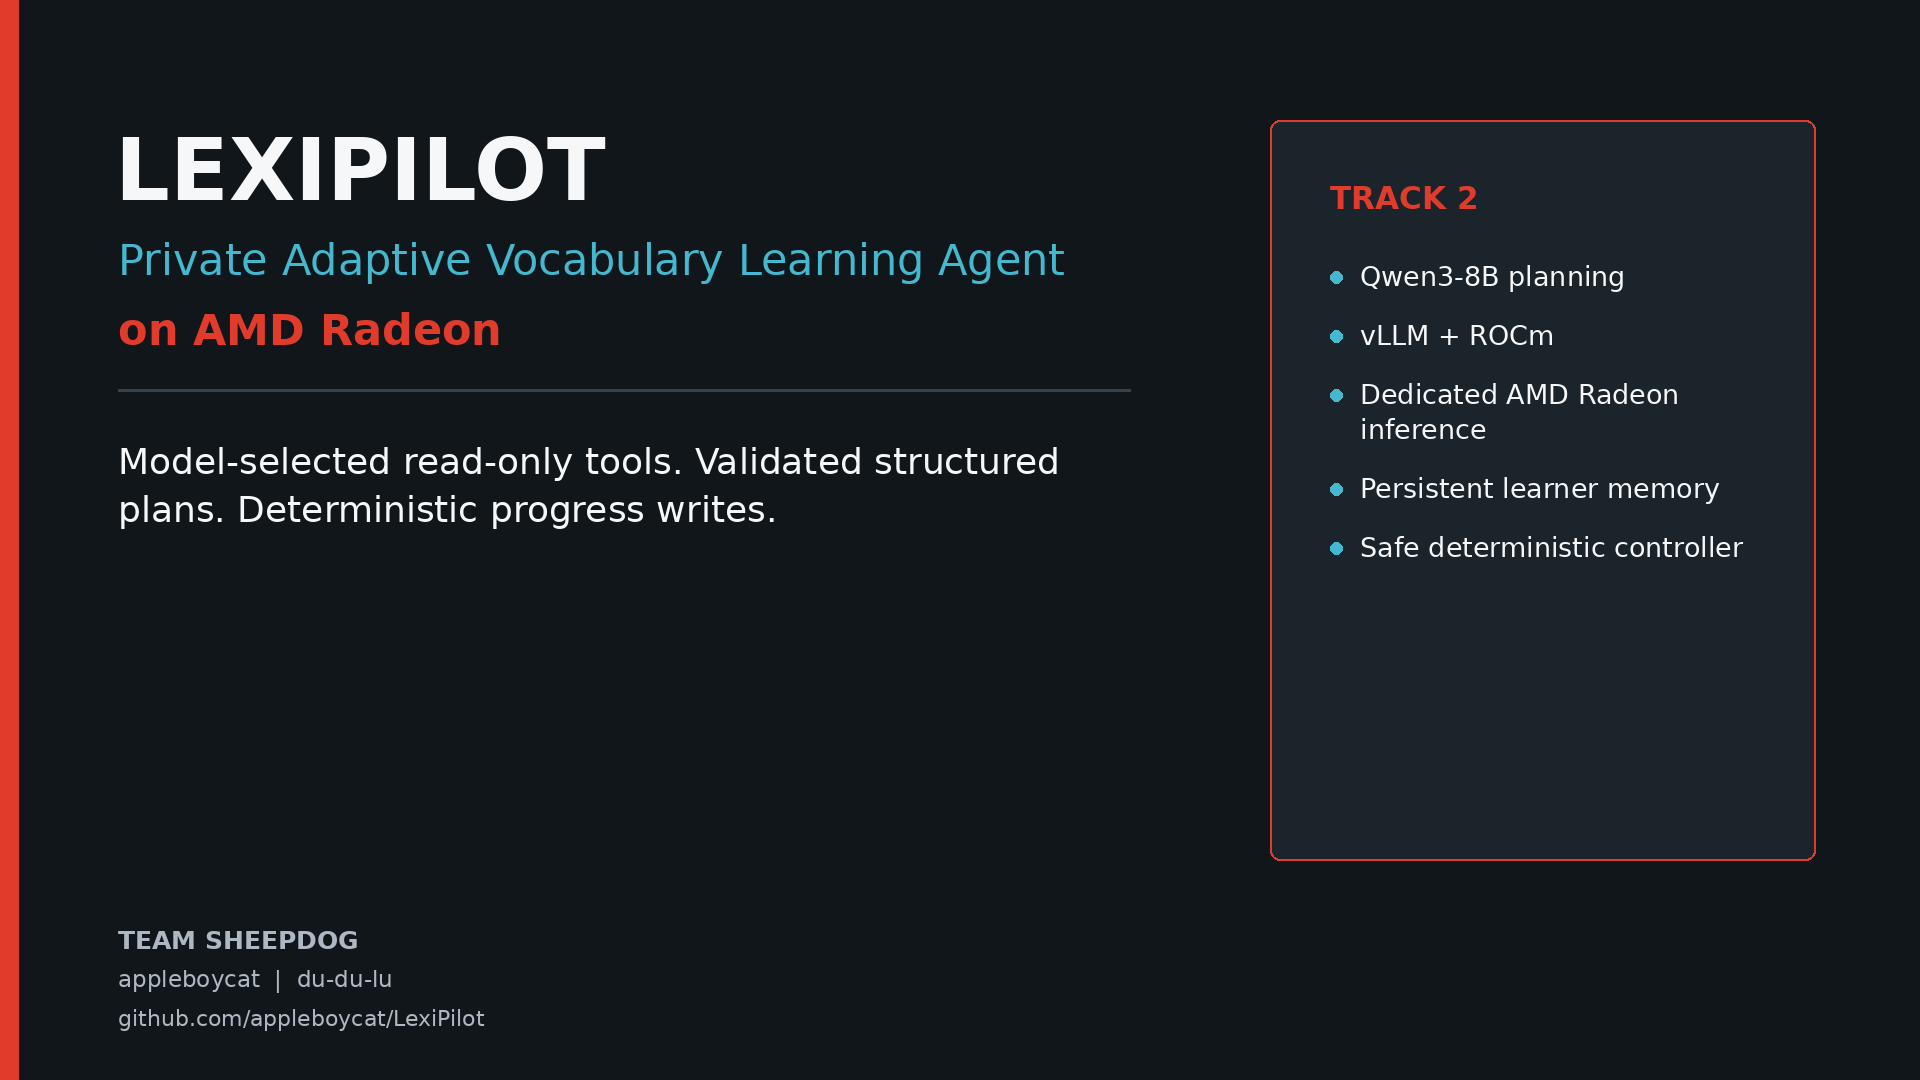 LEXIPILOT
Private Adaptive Vocabulary Learning Agent
on AMD Radeon
Model-selected read-only tools. Validated structured
plans. Deterministic progress writes.
TRACK 2
Qwen3-8B planning
vLLM + ROCm
Dedicated AMD Radeon
inference
Persistent learner memory
Safe deterministic controller
TEAM SHEEPDOG
appleboycat | du-du-lu
github.com/appleboycat/LexiPilot